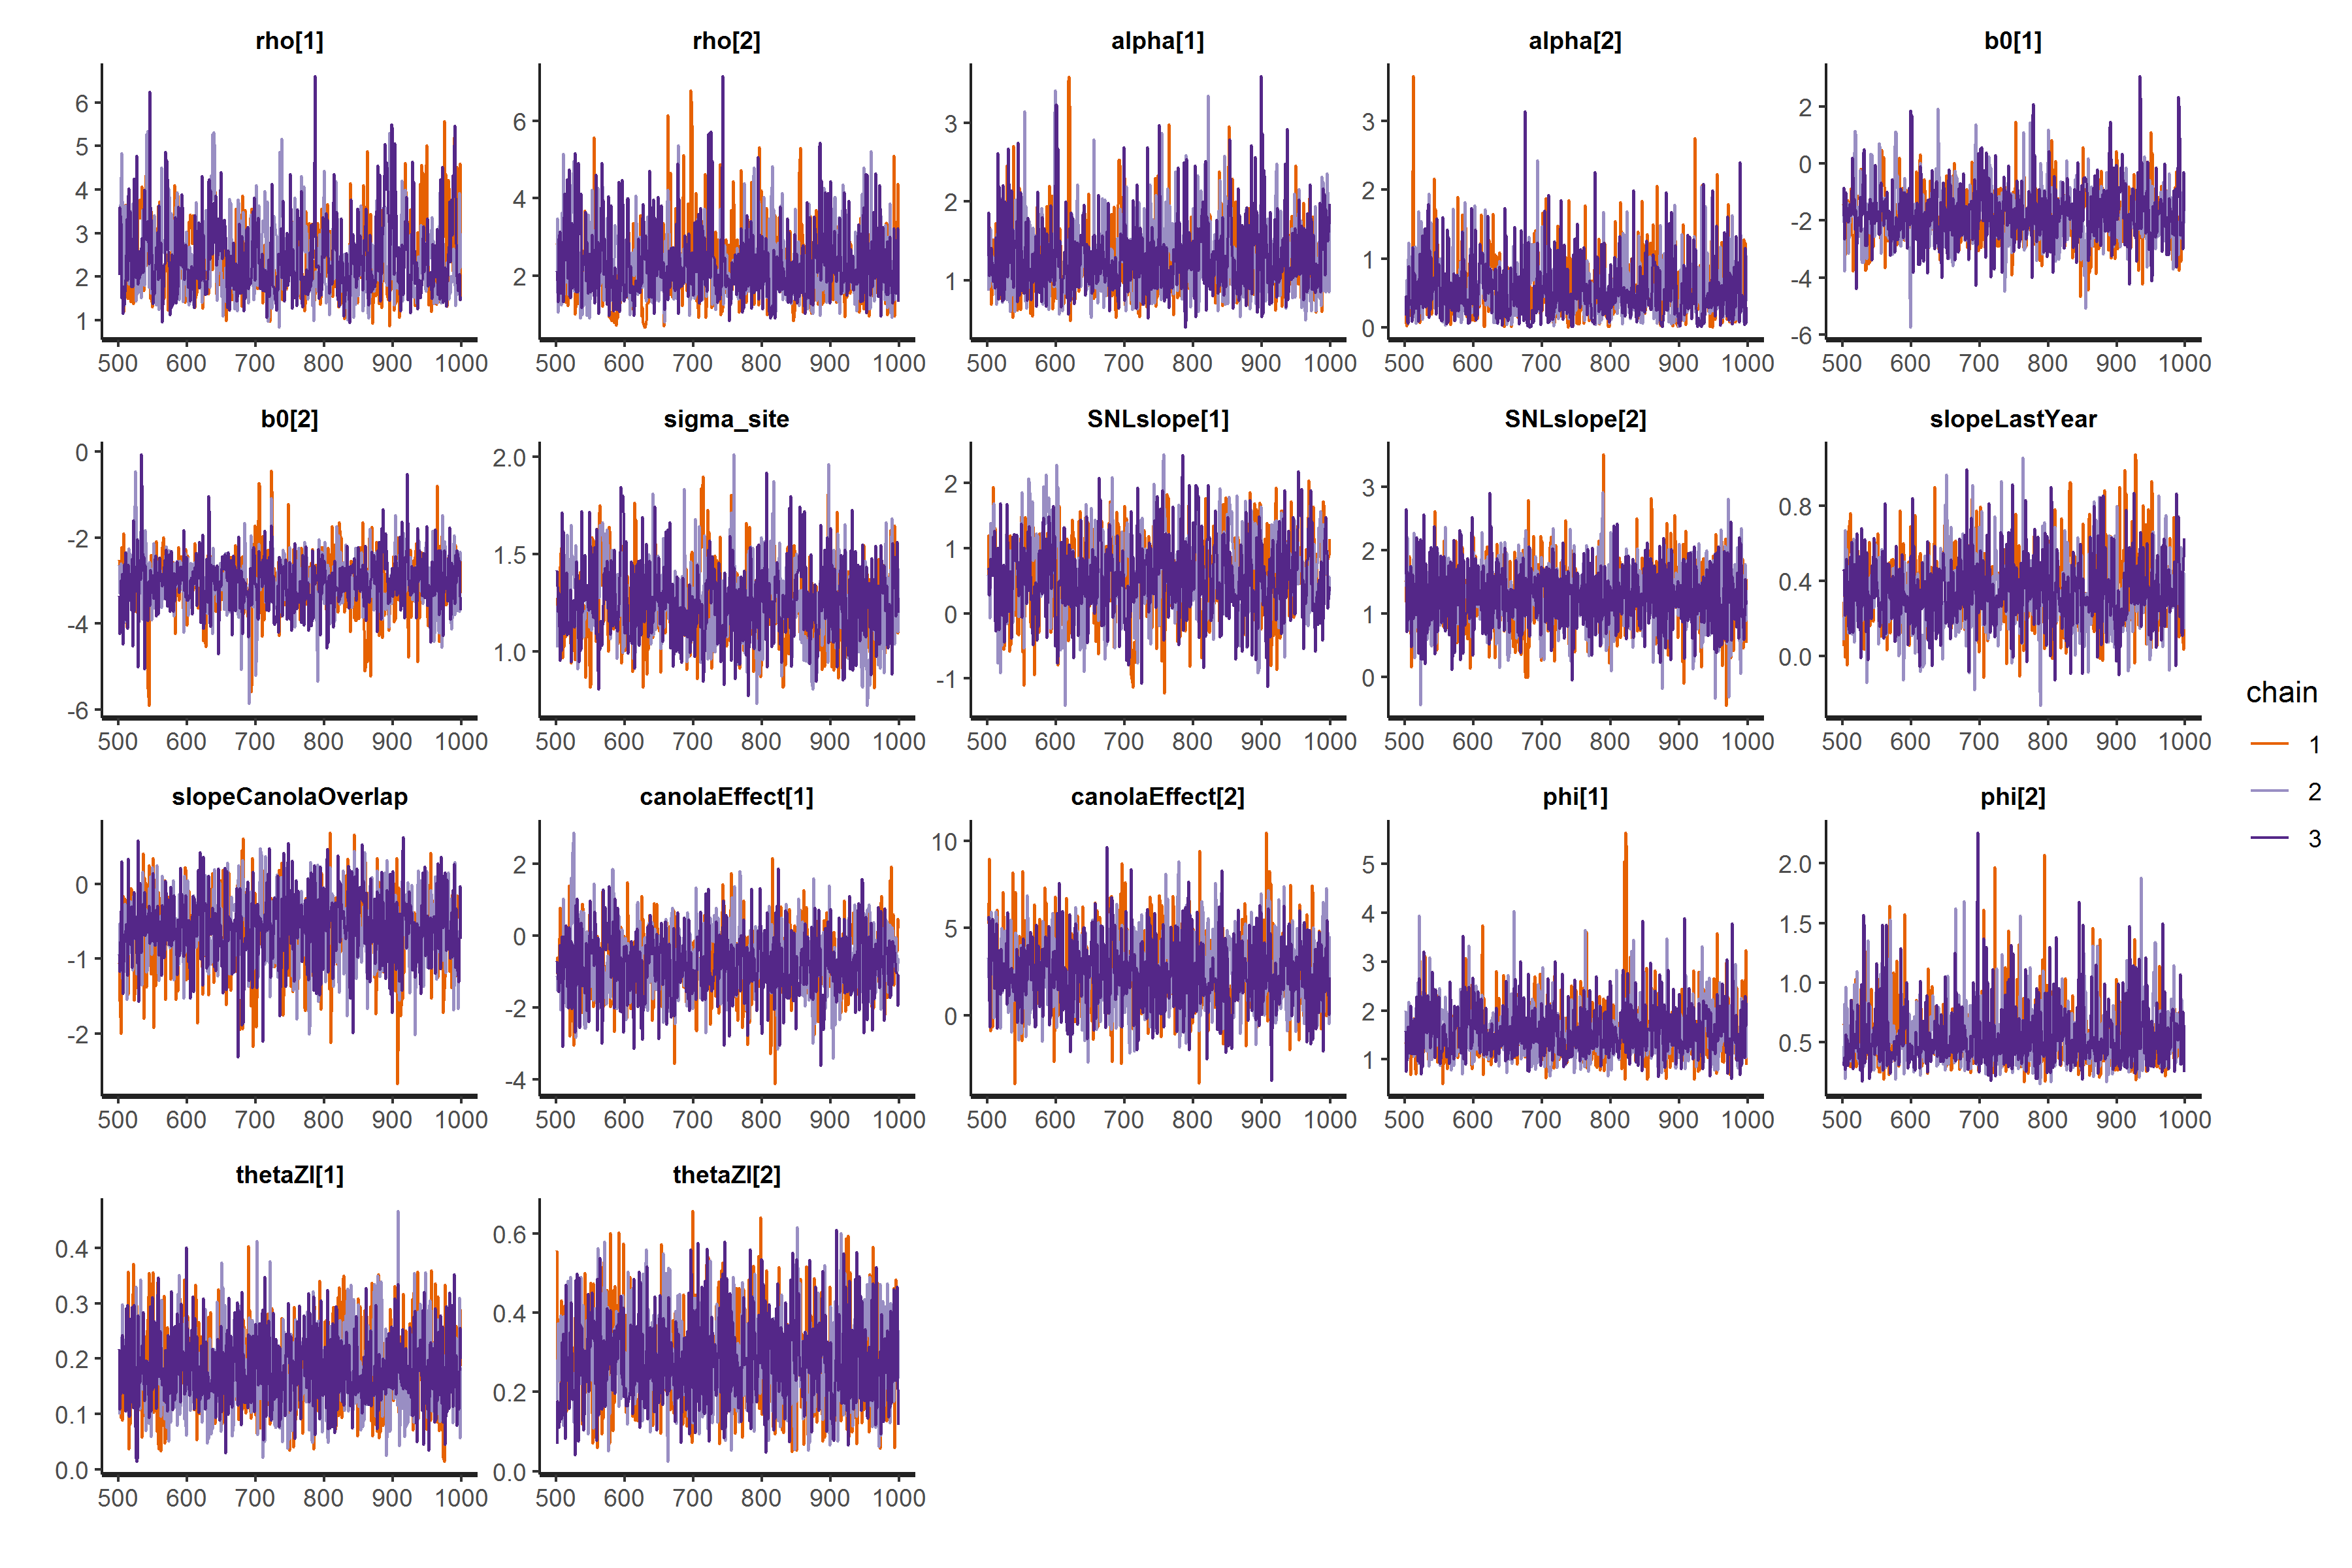 rho[1] rho[2] alpha[1] alpha[2] b0[1]
6 5 4 3 2 1
6 4 2
3 2 1
3 2 1 0
2 0 -2 -4 -6
500 600 700 800 900 1000 500 600 700 800 900 1000 500 600 700 800 900 1000 500 600 700 800 900 1000 500 600 700 800 900 1000
b0[2] sigma_site SNLslope[1] SNLslope[2] slopeLastYear
0 -2 -4 -6
2.0 1.5 1.0
2 1 0 -1
3 2 1 0
0.8 0.4 0.0
500 600 700 800 900 1000 500 600 700 800 900 1000 500 600 700 800 900 1000 500 600 700 800 900 1000 500 600 700 800 900 1000
slopeCanolaOverlap canolaEffect[1] canolaEffect[2] phi[1] phi[2]
0 -1 -2
2 0 -2 -4
10 5 0
5 4 3 2 1
2.0 1.5 1.0 0.5
500 600 700 800 900 1000 500 600 700 800 900 1000 500 600 700 800 900 1000 500 600 700 800 900 1000 500 600 700 800 900 1000
thetaZI[1] thetaZI[2]
0.4 0.3 0.2 0.1 0.0
0.6 0.4 0.2 0.0
500 600 700 800 900 1000 500 600 700 800 900 1000
chain
1
2
3